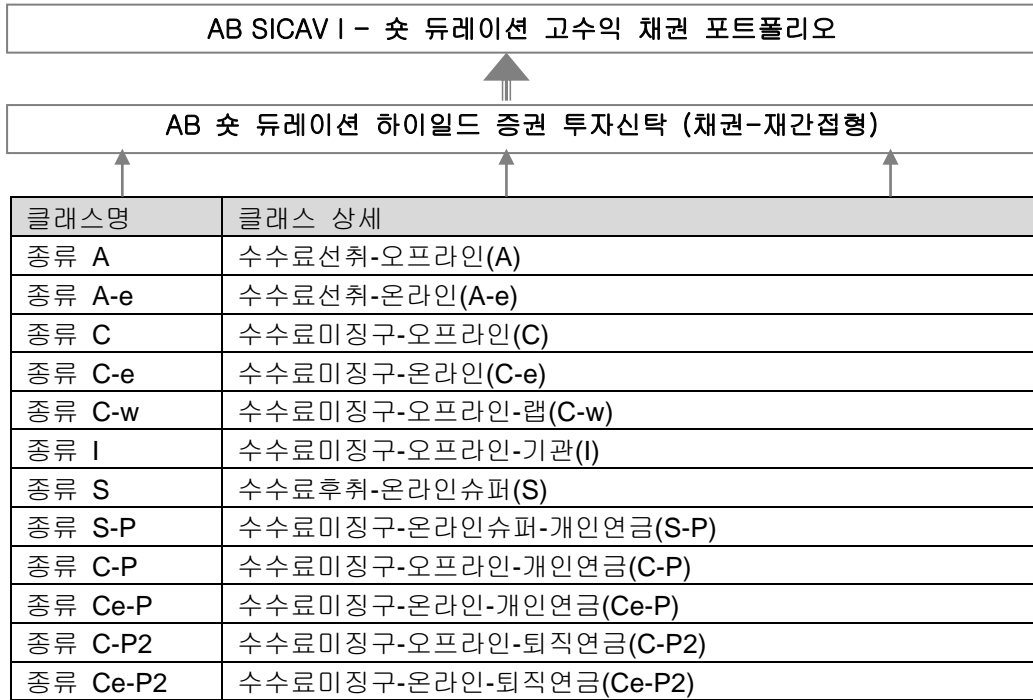 AB SICAV I - 숏 듀레이션 고수익 채권 포트폴리오
AB 숏 듀레이션 하이일드 증권 투자신탁 (채권-재간접형)
클래스명 클래스 상세
종류 A 수수료선취-오프라인(A)
종류 A-e 수수료선취-온라인(A-e)
종류 C 수수료미징구-오프라인(C)
종류 C-e 수수료미징구-온라인(C-e)
종류 C-w 수수료미징구-오프라인-랩(C-w)
종류 I 수수료미징구-오프라인-기관(I)
종류 S 수수료후취-온라인슈퍼(S)
종류 S-P 수수료미징구-온라인슈퍼-개인연금(S-P)
종류 C-P 수수료미징구-오프라인-개인연금(C-P)
종류 Ce-P 수수료미징구-온라인-개인연금(Ce-P)
종류 C-P2 수수료미징구-오프라인-퇴직연금(C-P2)
종류 Ce-P2 수수료미징구-온라인-퇴직연금(Ce-P2)